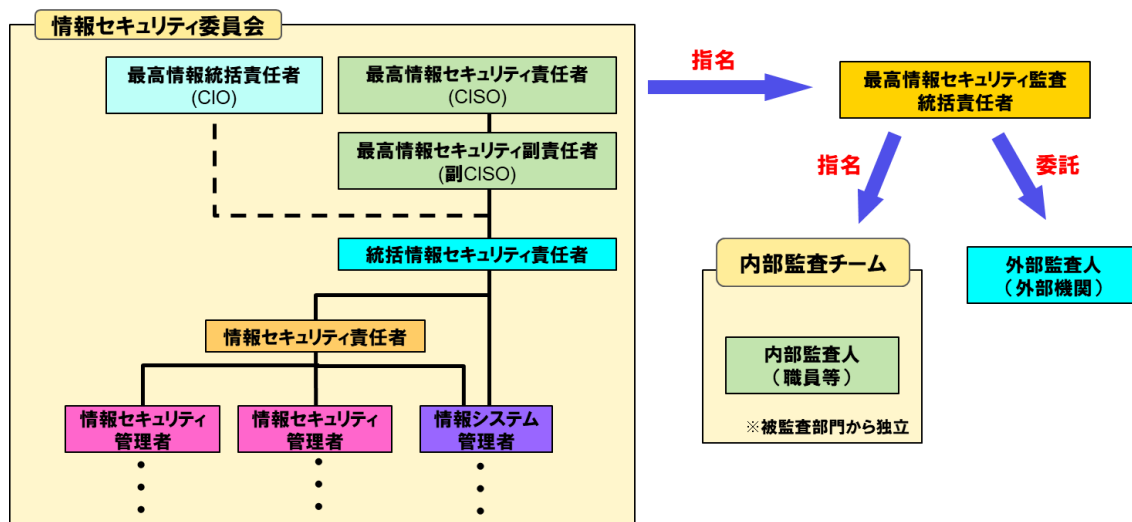 情報セキュリティ委員会
最高情報統括責任者
(CIO)
最高情報セキュリティ責任者
(CISO)
最高情報セキュリティ副責任者
(副CISO)
統括情報セキュリティ責任者
情報セキュリティ責任者
情報セキュリティ
管理者
情報セキュリティ
管理者
情報システム
管理者
指名
最高情報セキュリティ監査
統括責任者
指名
委託
内部監査チーム
内部監査人
（職員等）
※被監査部門から独立
外部監査人
（外部機関）